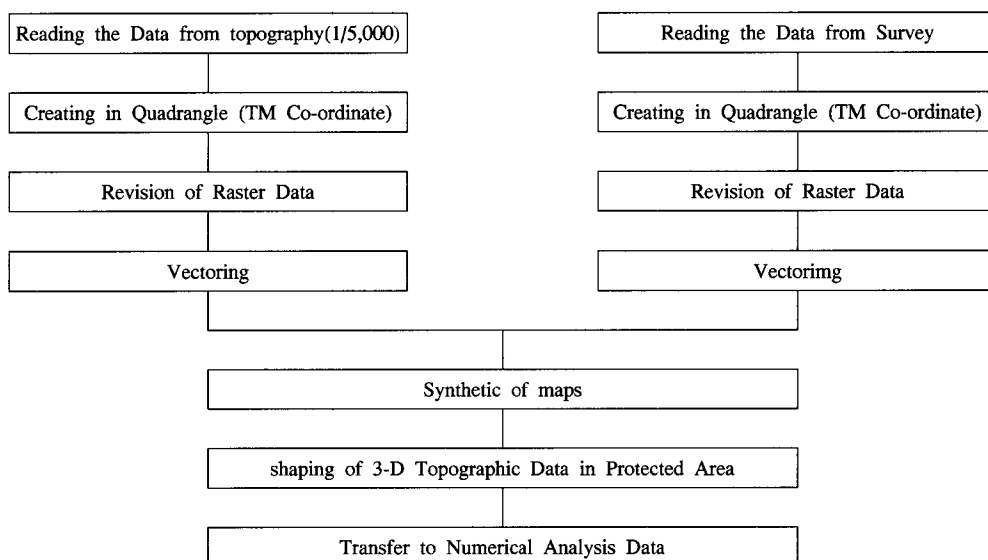 Reading the Data from topography(1/5,000)
Creating in Quadrangle (TM Co-ordinate)
Revision of Raster Data
Vectoring
Reading the Data from Survey
Creating in Quadrangle (TM Co-ordinate)
Revision of Raster Data
Vectorimg
Synthetic of maps
shaping of 3-D Topographic Data in Protected Area
Transfer to Numerical Analysis Data